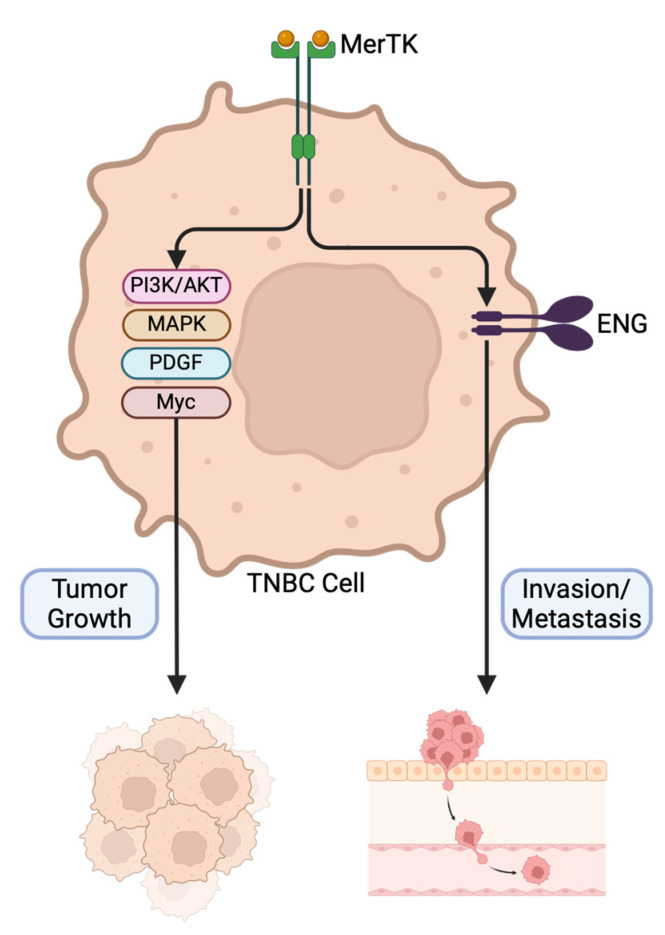 MerTK
PI3K/AKT
MAPK
PDGF
Myc
ENG
TNBC Cell
Tumor
Growth
Invasion/
Metastasis